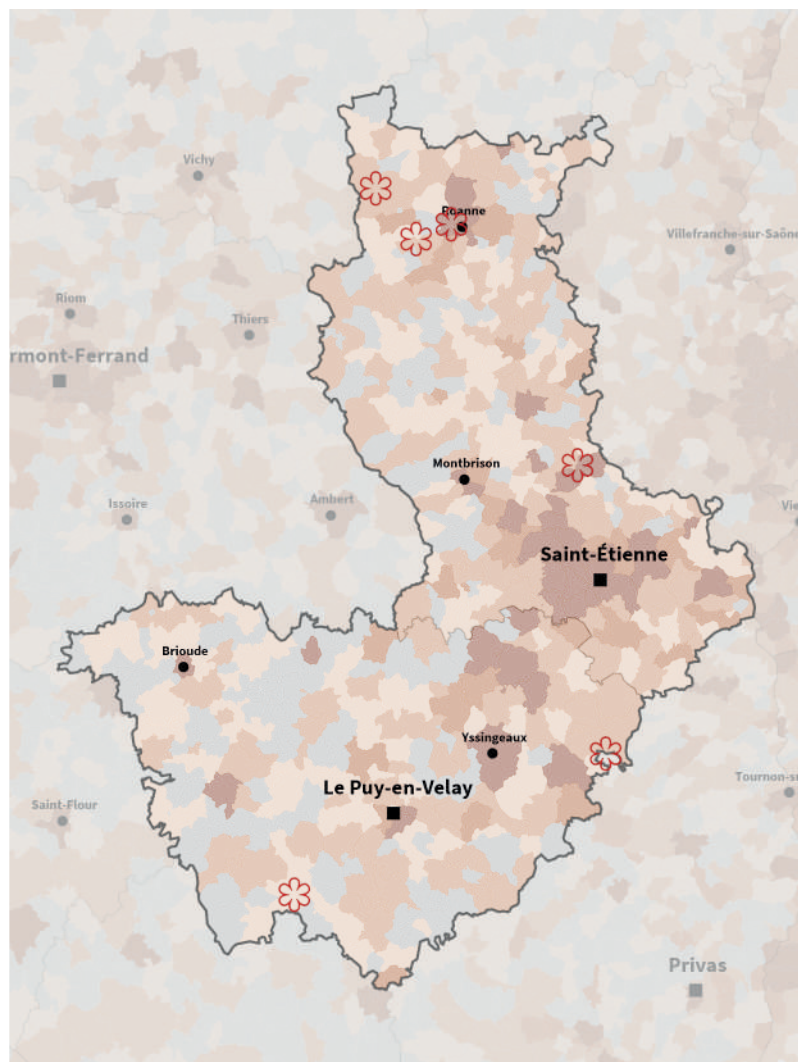 Vichy
Roanne
Villefranche-sur-Saône
Riom
Thiers
rmont-Ferrand
Montbrison
Issoire
Ambert
Vie
Saint-Étienne
Brioude
Yssingeaux
Le Puy-en-Velay
Tournon-su
Saint-Flour
Privas